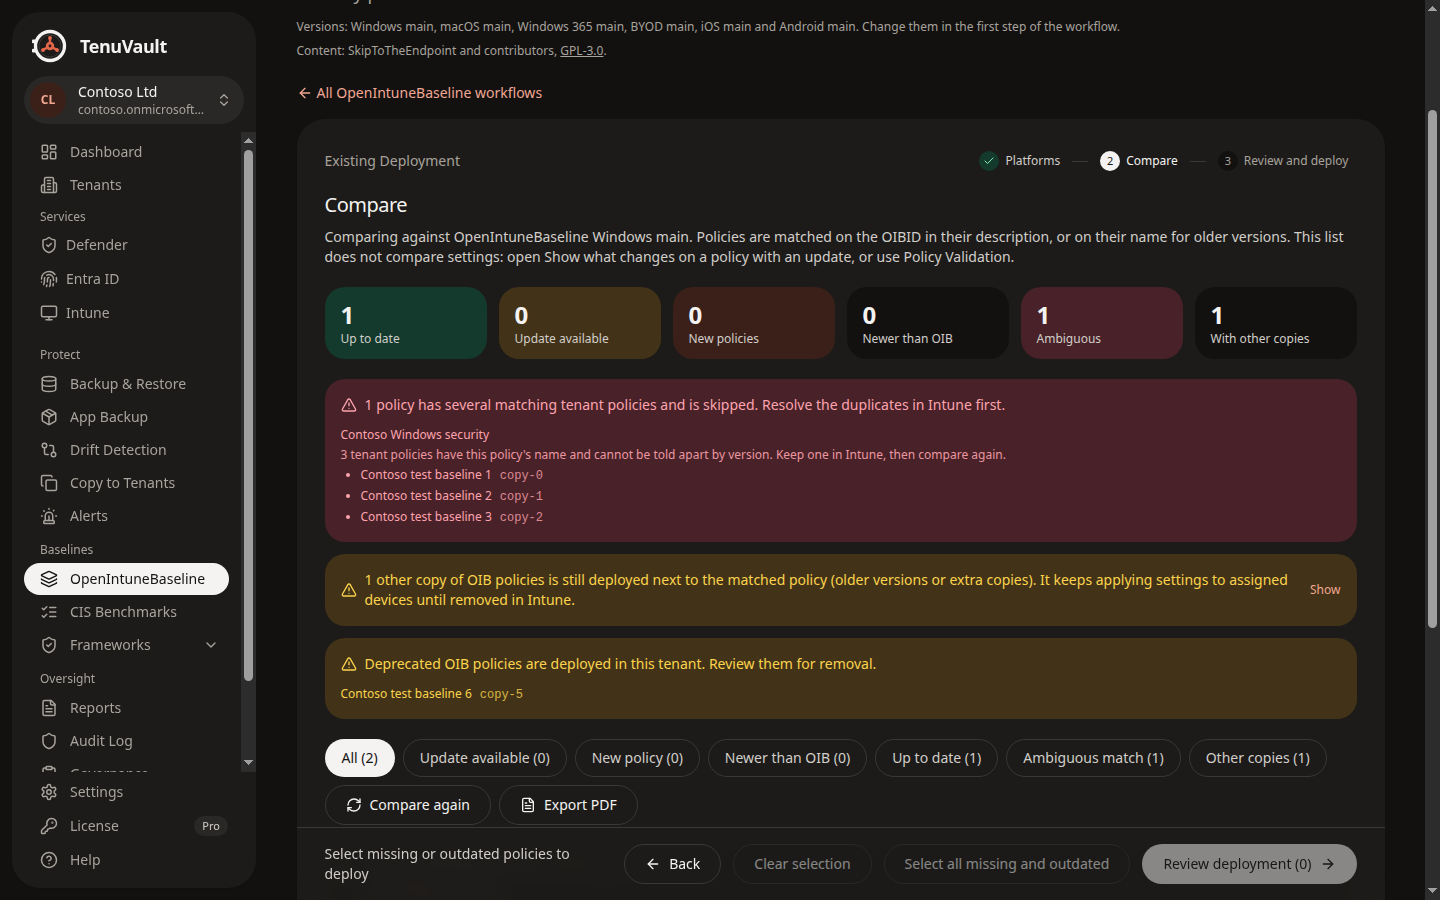 TenuVault
CL
Contoso Ltd
contoso.onmicrosoft...
Dashboard
Tenants
Services
Defender
Entra ID
Intune
Protect
Backup & Restore
App Backup
Drift Detection
Copy to Tenants
Alerts
Baselines
OpenIntuneBaseline
CIS Benchmarks
Frameworks
Oversight
Reports
Audit Log
Settings
License
Pro
Help
Versions: Windows main, macOS main, Windows 365 main, BYOD main, iOS main and Android main. Change them in the first step of the workflow.
Content: SkipToTheEndpoint and contributors, GPL-3.0.
All OpenIntuneBaseline workflows
Existing Deployment
Platforms
2 Compare
3 Review and deploy
Compare
Comparing against OpenIntuneBaseline Windows main. Policies are matched on the OIBID in their description, or on their name for older versions. This list
does not compare settings: open Show what changes on a policy with an update, or use Policy Validation.
1
Up to date
0
Update available
0
New policies
0
Newer than OIB
1
Ambiguous
1
With other copies
1 policy has several matching tenant policies and is skipped. Resolve the duplicates in Intune first.
Contoso Windows security
3 tenant policies have this policy's name and cannot be told apart by version. Keep one in Intune, then compare again.
• Contoso test baseline 1 copy-0
• Contoso test baseline 2 copy-1
• Contoso test baseline 3 copy-2
1 other copy of OIB policies is still deployed next to the matched policy (older versions or extra copies). It keeps applying settings to assigned
devices until removed in Intune.
Show
Deprecated OIB policies are deployed in this tenant. Review them for removal.
Contoso test baseline 6 copy-5
All (2)
Update available (0)
New policy (0)
Newer than OIB (0)
Up to date (1)
Ambiguous match (1)
Other copies (1)
Compare again
Export PDF
Select missing or outdated policies to
deploy
Back
Clear selection
Select all missing and outdated
Review deployment (0)